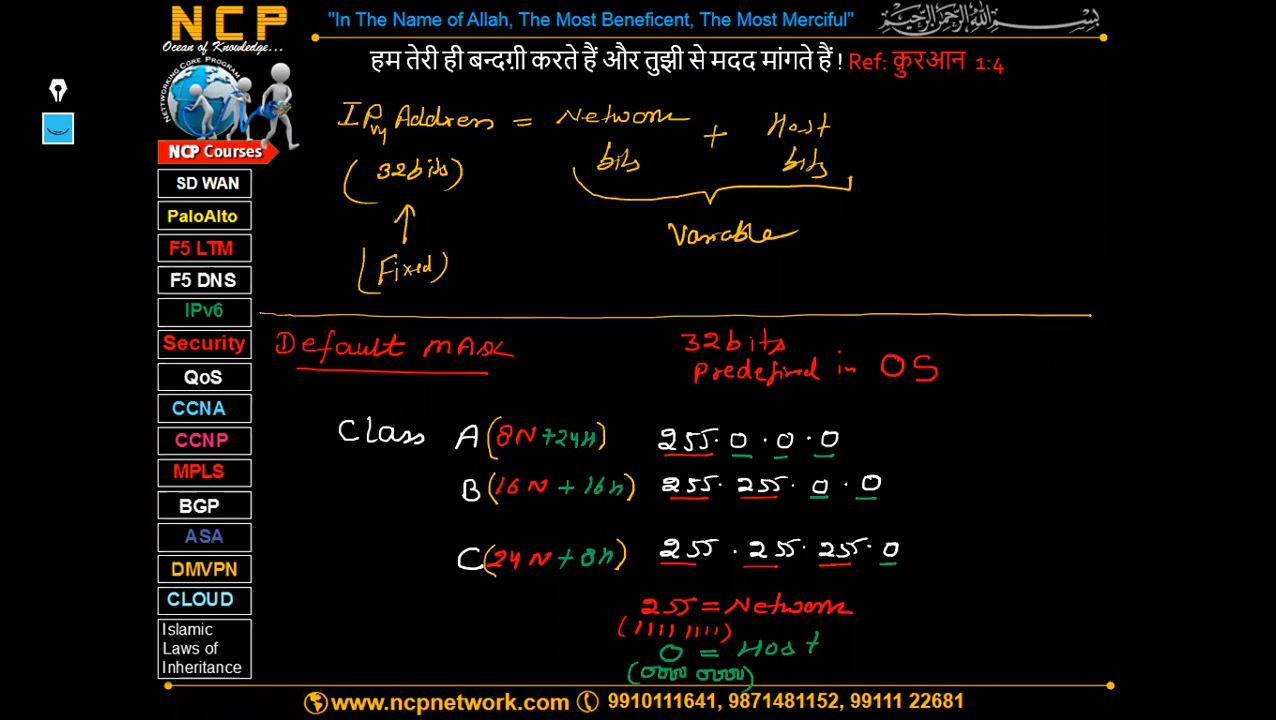 NCP
Ocean of Knowledge...
"In The Name of Allah, The Most Beneficent, The Most Merciful"
हम तेरी ही बन्दगी करते हैं और तुझी से मदद मांगते हैं ! Ref: क़ुरआन 1:4
NETWORKING CORE PROGRAM
NCP Courses
SD WAN
PaloAlto
F5 LTM
F5 DNS
IPv6
Security
QoS
CCNA
CCNP
MPLS
BGP
ASA
DMVPN
CLOUD
Islamic
Laws of
Inheritance
IPv4 Address = Network + Host
(32bits) bits bits
Variable
(Fixed)
Default MASK
32bits
Predefined in OS
Class A (8N+24H) 255.0.0.0
B (16N+16H) 255.255.0.0
C (24N+8H) 255.255.255.0
255 = Network
(1111 1111)
0 = Host
(0000 0000)
www.ncpnetwork.com 9910111641, 9871481152, 99111 22681